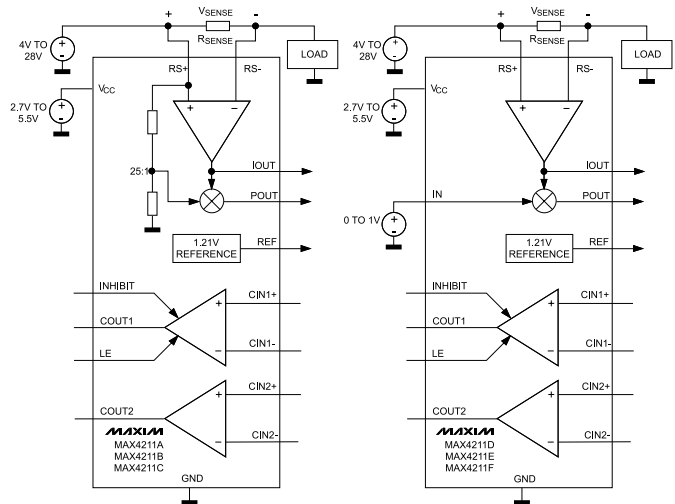 + VSENSE -
RSENSE
4V TO
28V
+
-
LOAD
RS+ RS-
VCC
2.7V TO
5.5V
+
-
+ −
25:1
IOUT
POUT
1.21V
REFERENCE
REF
INHIBIT
COUT1
LE
+
−
CIN1+
CIN1-
COUT2
+
−
CIN2+
CIN2-
MAXIM
MAX4211A
MAX4211B
MAX4211C
GND
+ VSENSE -
RSENSE
4V TO
28V
+
-
LOAD
RS+ RS-
VCC
2.7V TO
5.5V
+
-
+ −
IOUT
IN
POUT
0 TO 1V
+
-
1.21V
REFERENCE
REF
INHIBIT
COUT1
LE
+
−
CIN1+
CIN1-
COUT2
+
−
CIN2+
CIN2-
MAXIM
MAX4211D
MAX4211E
MAX4211F
GND